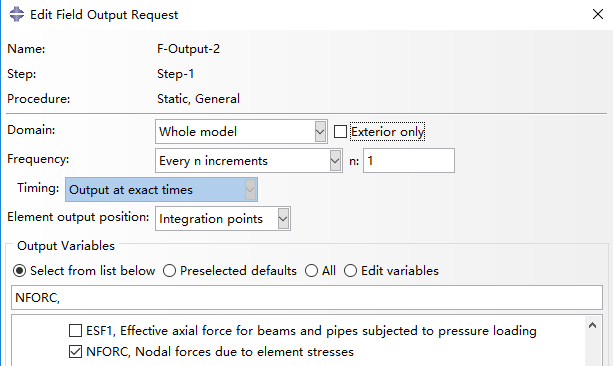 Edit Field Output Request
Name: F-Output-2
Step: Step-1
Procedure: Static, General
Domain: Whole model Exterior only
Frequency: Every n increments n: 1
Timing: Output at exact times
Element output position: Integration points
Output Variables
Select from list below Preselected defaults All Edit variables
NFORC,
ESF1, Effective axial force for beams and pipes subjected to pressure loading
NFORC, Nodal forces due to element stresses